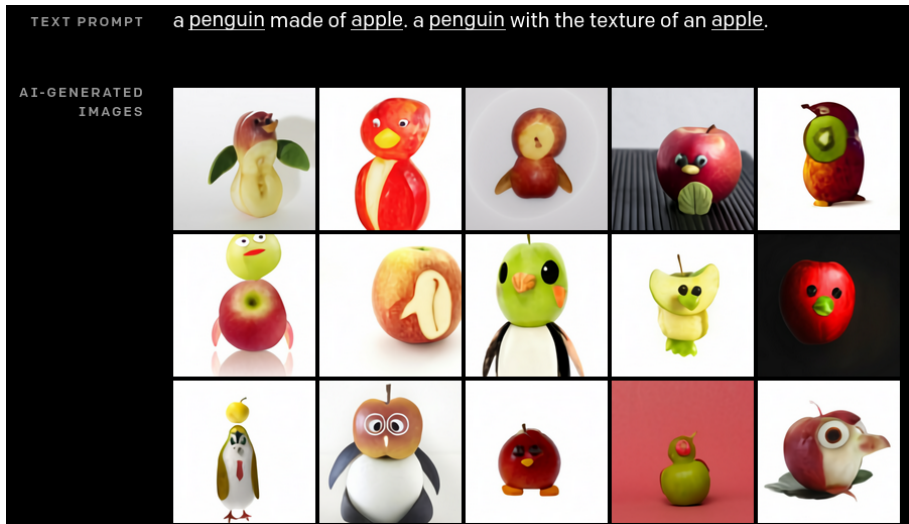 TEXT PROMPT
a penguin made of apple. a penguin with the texture of an apple.
AI-GENERATED
IMAGES